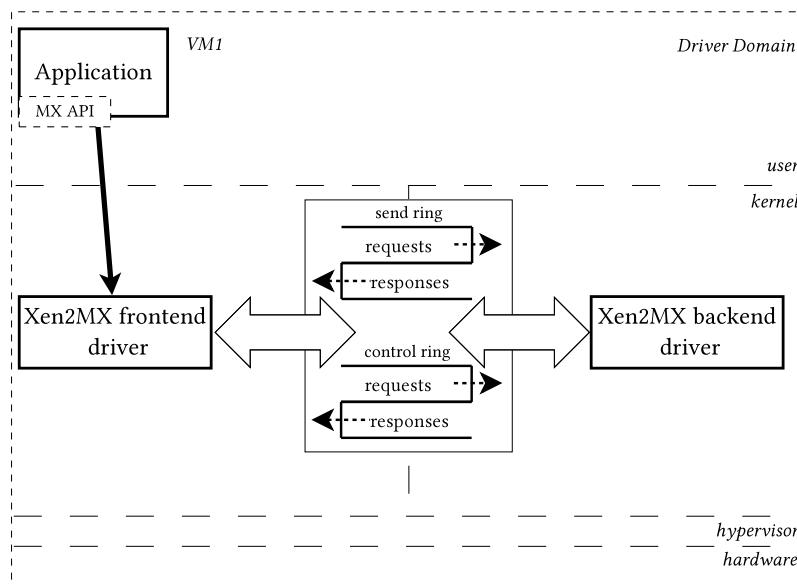 VM1
Driver Domain
Application
MX API
user
kernel
send ring
requests
responses
Xen2MX frontend
driver
Xen2MX backend
driver
control ring
requests
responses
hypervisor
hardware